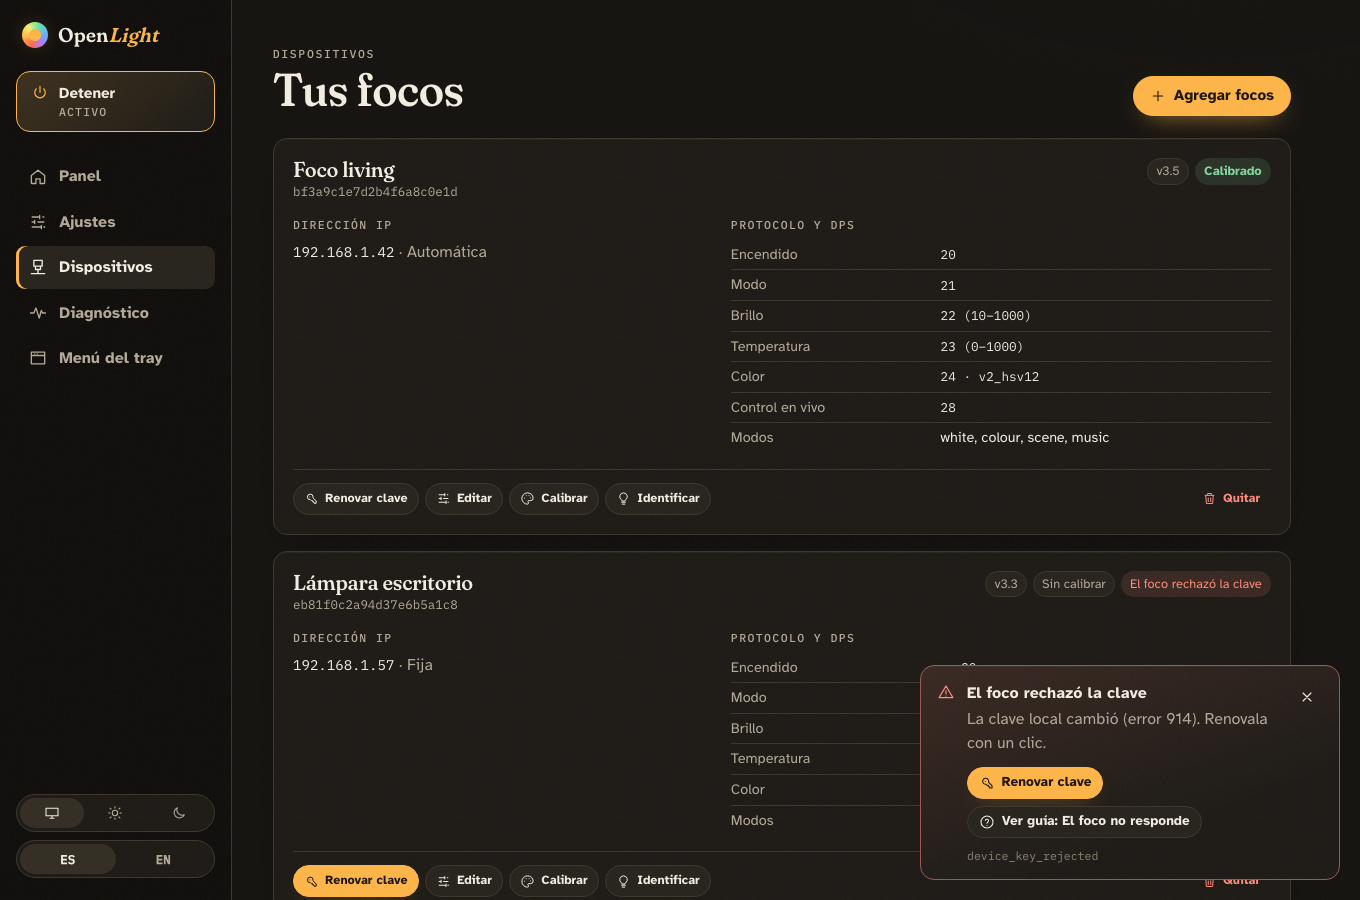 OpenLight
Detener
ACTIVO
Panel
Ajustes
Dispositivos
Diagnóstico
Menú del tray
ES EN
DISPOSITIVOS
Tus focos
Agregar focos
Foco living
v3.5 Calibrado
bf3a9c1e7d2b4f6a8c0e1d
DIRECCIÓN IP
192.168.1.42 · Automática
PROTOCOLO Y DPS
Encendido 20
Modo 21
Brillo 22 (10–1000)
Temperatura 23 (0–1000)
Color 24 · v2_hsv12
Control en vivo 28
Modos white, colour, scene, music
Renovar clave Editar Calibrar Identificar Quitar
Lámpara escritorio
v3.3 Sin calibrar El foco rechazó la clave
eb81f0c2a94d37e6b5a1c8
DIRECCIÓN IP
192.168.1.57 · Fija
PROTOCOLO Y DPS
Encendido
Modo
Brillo
Temperatura
Color
Modos
Renovar clave Editar Calibrar Identificar Quitar
El foco rechazó la clave
La clave local cambió (error 914). Renovala
con un clic.
Renovar clave
Ver guía: El foco no responde
device_key_rejected